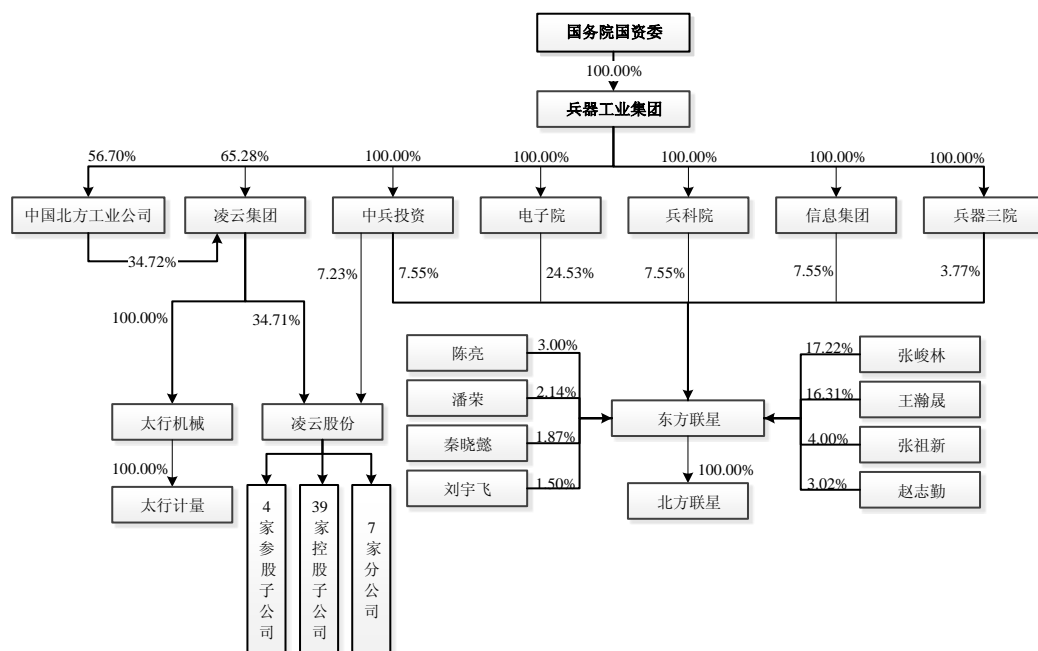 国务院国资委
100.00%
兵器工业集团
56.70%
65.28%
100.00%
100.00%
100.00%
100.00%
100.00%
中国北方工业公司
凌云集团
中兵投资
电子院
兵科院
信息集团
兵器三院
34.72%
7.23%
7.55%
24.53%
7.55%
7.55%
3.77%
100.00%
34.71%
陈亮
3.00%
17.22%
张峻林
潘荣
2.14%
16.31%
王瀚晟
太行机械
凌云股份
东方联星
秦晓懿
1.87%
4.00%
张祖新
100.00%
100.00%
刘宇飞
1.50%
3.02%
赵志勤
太行计量
北方联星
4家参股子公司
39家控股子公司
7家分公司